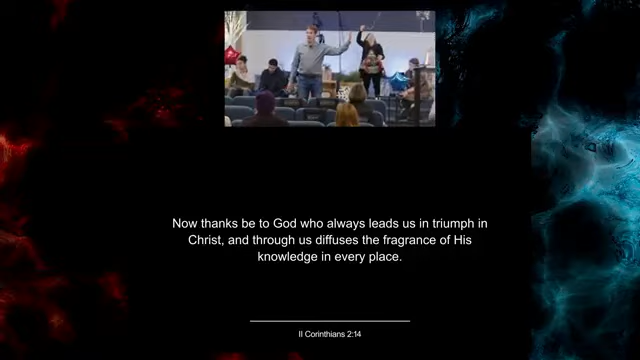 Now thanks be to God who always leads us in triumph in
Christ, and through us diffuses the fragrance of His
knowledge in every place.
II Corinthians 2:14